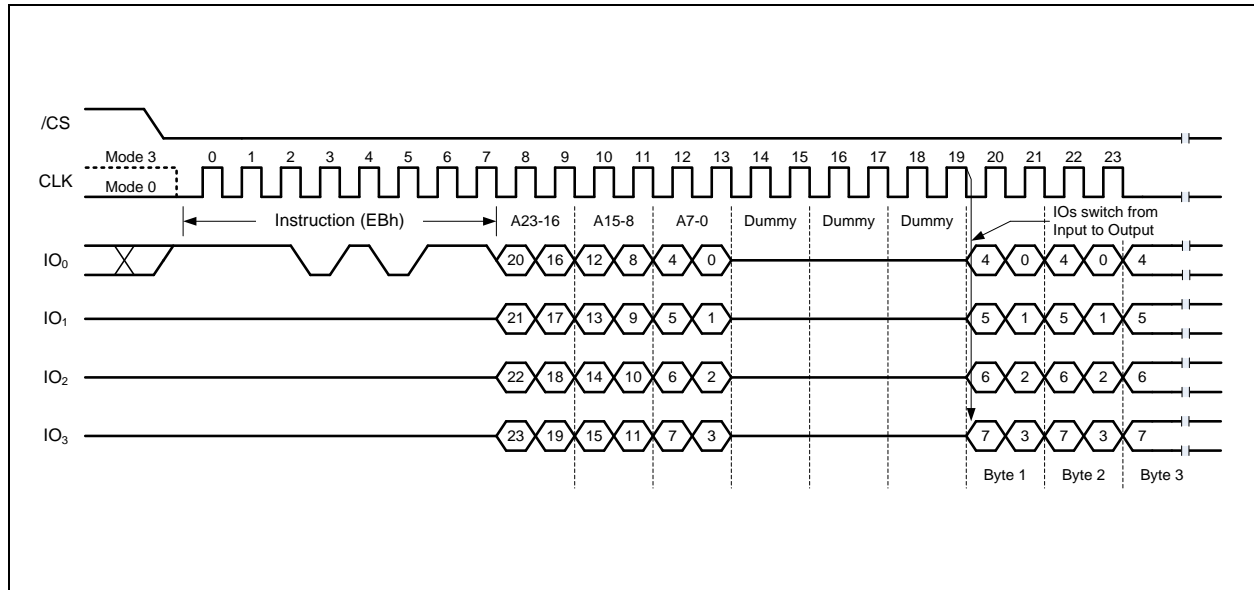 /CS
Mode 3 0 1 2 3 4 5 6 7 8 9 10 11 12 13 14 15 16 17 18 19 20 21 22 23
CLK Mode 0
Instruction (EBh) A23-16 A15-8 A7-0 Dummy Dummy Dummy IOs switch from
Input to Output
IO₀ 20 16 12 8 4 0 4 0 4 0 4
IO₁ 21 17 13 9 5 1 5 1 5 1 5
IO₂ 22 18 14 10 6 2 6 2 6 2 6
IO₃ 23 19 15 11 7 3 7 3 7 3 7
Byte 1 Byte 2 Byte 3